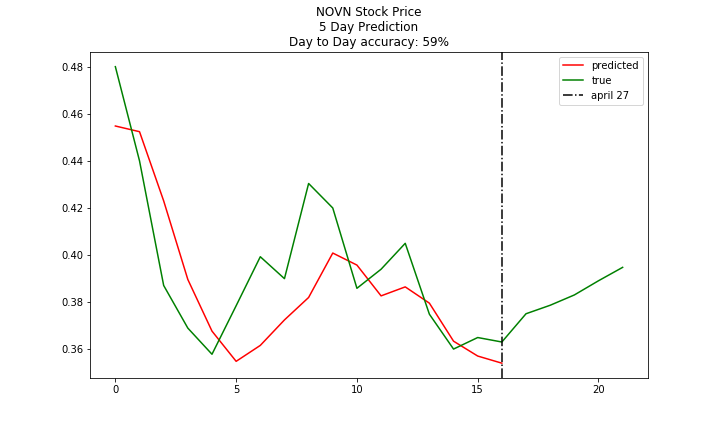 NOVN Stock Price
5 Day Prediction
Day to Day accuracy: 59%
predicted
true
april 27
0.48
0.46
0.44
0.42
0.40
0.38
0.36
0
5
10
15
20